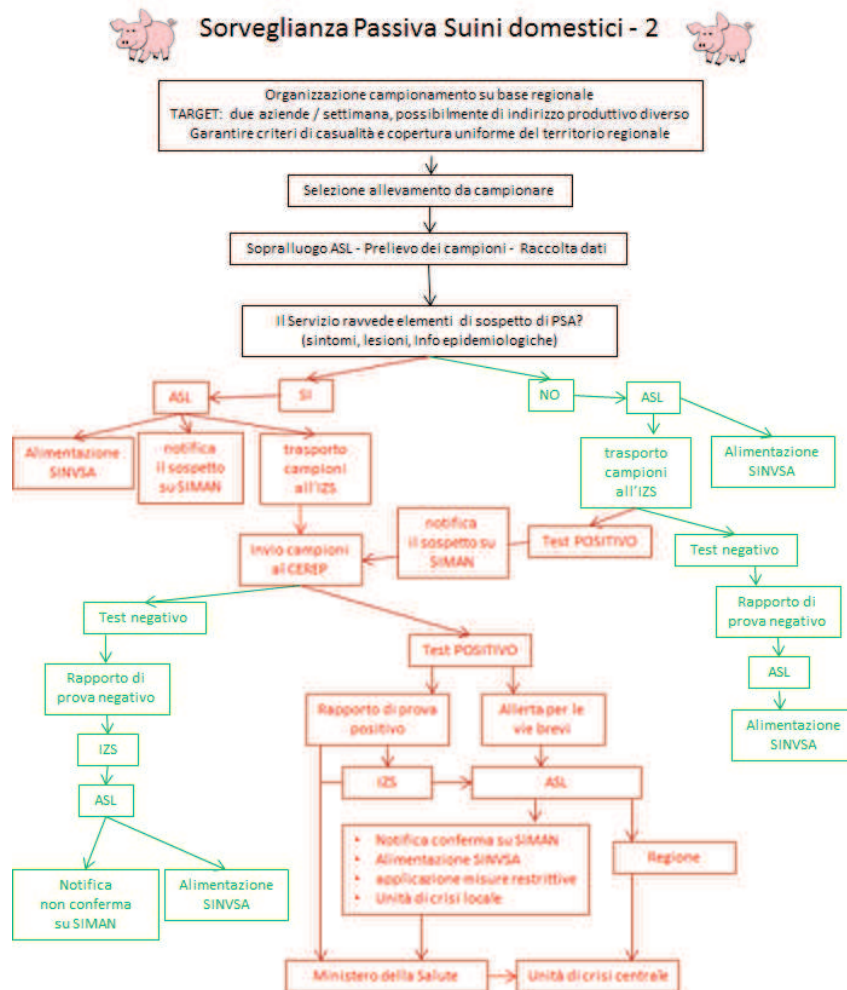 Sorveglianza Passiva Suini domestici - 2
Organizzazione campionamento su base regionale
TARGET: due aziende / settimana, possibilmente di indirizzo produttivo diverso
Garantire criteri di casualità e copertura uniforme del territorio regionale
Selezione allevamento da campionare
Sopralluogo ASL - Prelievo dei campioni - Raccolta dati
Il Servizio ravvede elementi di sospetto di PSA?
(sintomi, lesioni, Info epidemiologiche)
ASL
SI
NO
ASL
Alimentazione
SINVSA
notifica
il sospetto
su SIMAN
trasporto
campioni
all'IZS
trasporto
campioni
all'IZS
Alimentazione
SINVSA
invio campioni
al CEREP
notifica
il sospetto su
SIMAN
Test POSITIVO
Test negativo
Test negativo
Rapporto di
prova negativo
Test POSITIVO
Rapporto di
prova negativo
ASL
Rapporto di prova
positivo
Allerta per le
vie brevi
Alimentazione
SINVSA
IZS
IZS
ASL
ASL
• Notifica conferma su SIMAN
• Alimentazione SINVSA
• applicazione misure restrittive
• Unità di crisi locale
Regione
Notifica
non conferma
su SIMAN
Alimentazione
SINVSA
Ministero della Salute
Unità di crisi centrale